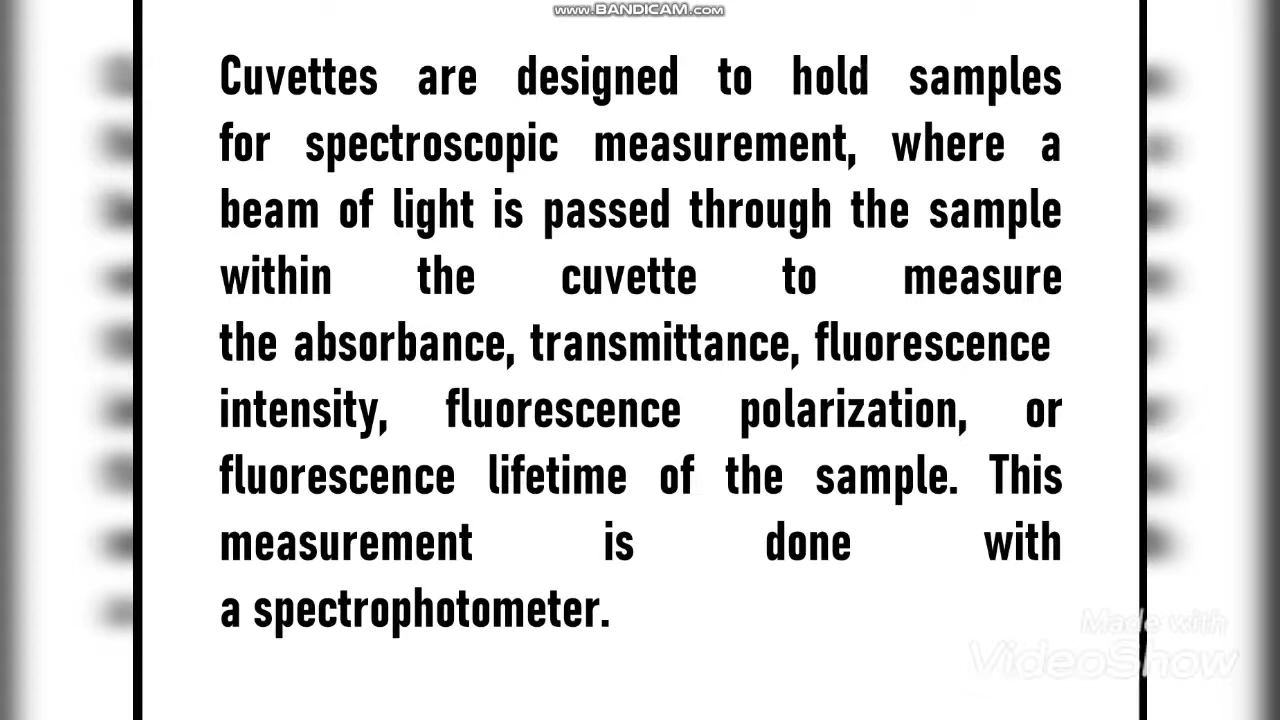 www.BANDICAM.com
Cuvettes are designed to hold samples
for spectroscopic measurement, where a
beam of light is passed through the sample
within the cuvette to measure
the absorbance, transmittance, fluorescence
intensity, fluorescence polarization, or
fluorescence lifetime of the sample. This
measurement is done with
a spectrophotometer.
Made with
VideoShow